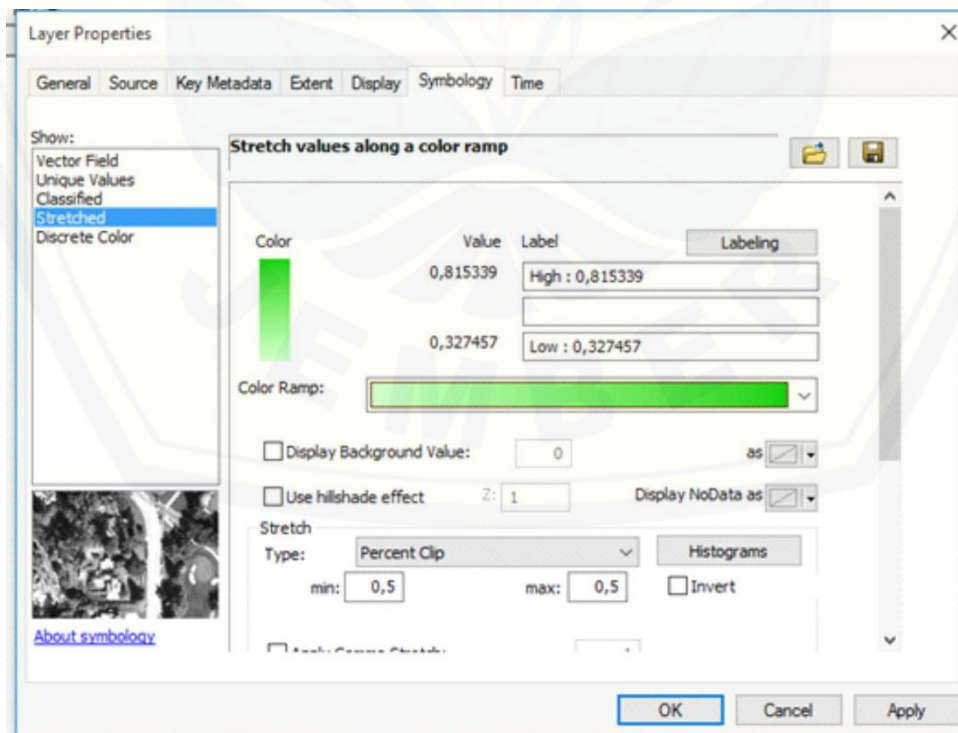 Layer Properties
General Source Key Metadata Extent Display Symbology Time
Show:
Vector Field
Unique Values
Classified
Stretched
Discrete Color
About symbology
Stretch values along a color ramp
Color Value Label Labeling
0,815339 High : 0,815339
0,327457 Low : 0,327457
Color Ramp:
Display Background Value: 0 as
Use hillshade effect Z: 1 Display NoData as
Stretch
Type: Percent Clip Histograms
min: 0,5 max: 0,5 Invert
OK Cancel Apply
JEMBER